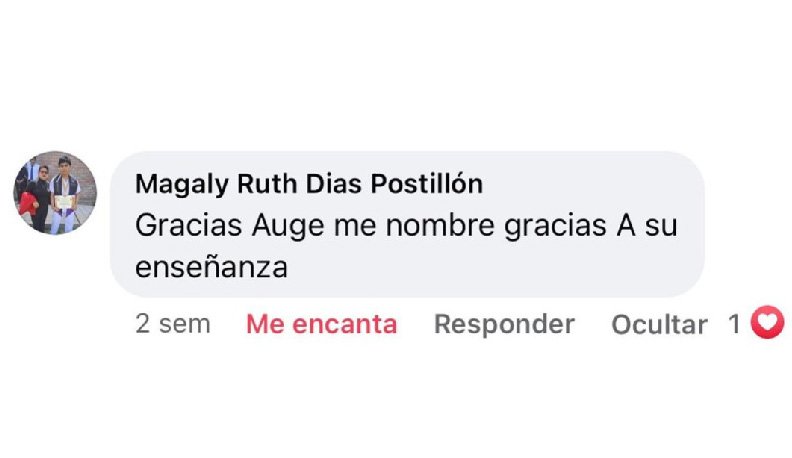 Magaly Ruth Dias Postillón
Gracias Auge me nombre gracias A su
enseñanza
2 sem Me encanta Responder Ocultar 1